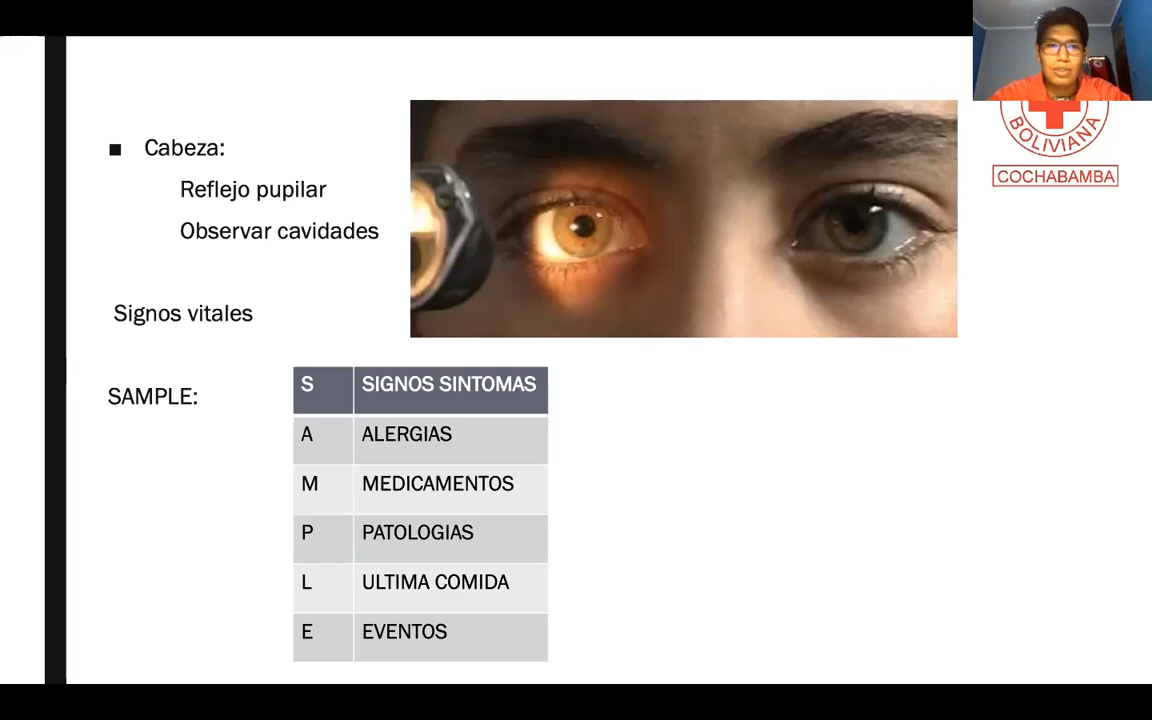 ■ Cabeza:
Reflejo pupilar
Observar cavidades
BOLIVIANA
COCHABAMBA
Signos vitales
SAMPLE:
S SIGNOS SINTOMAS
A ALERGIAS
M MEDICAMENTOS
P PATOLOGIAS
L ULTIMA COMIDA
E EVENTOS